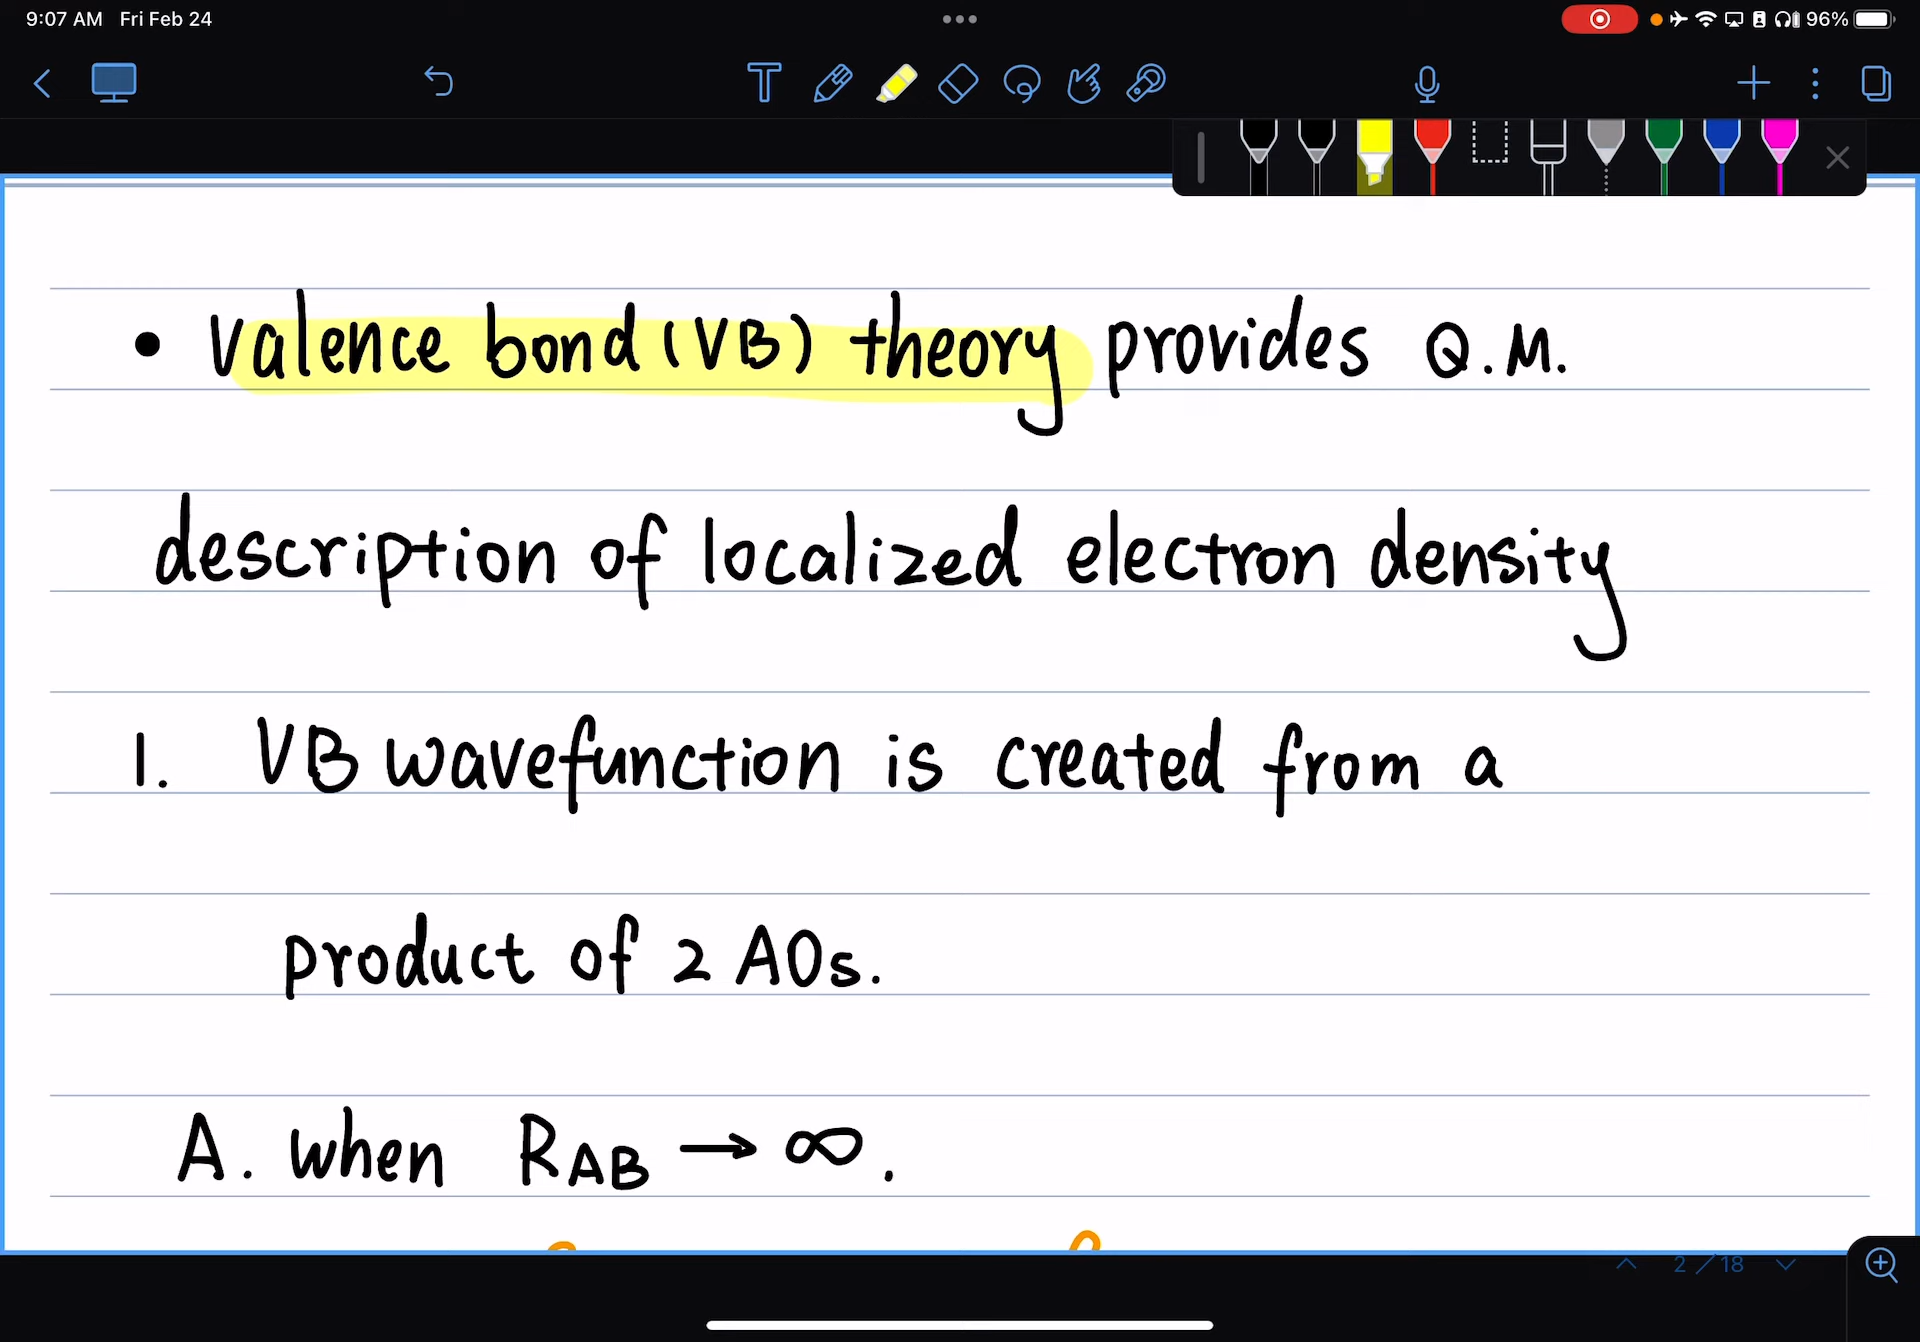 9:07 AM Fri Feb 24
96%
• Valence bond (VB) theory provides Q.M.
description of localized electron density
1. VB wavefunction is created from a
product of 2 AOs.
A. when RAB → ∞.
2 / 18